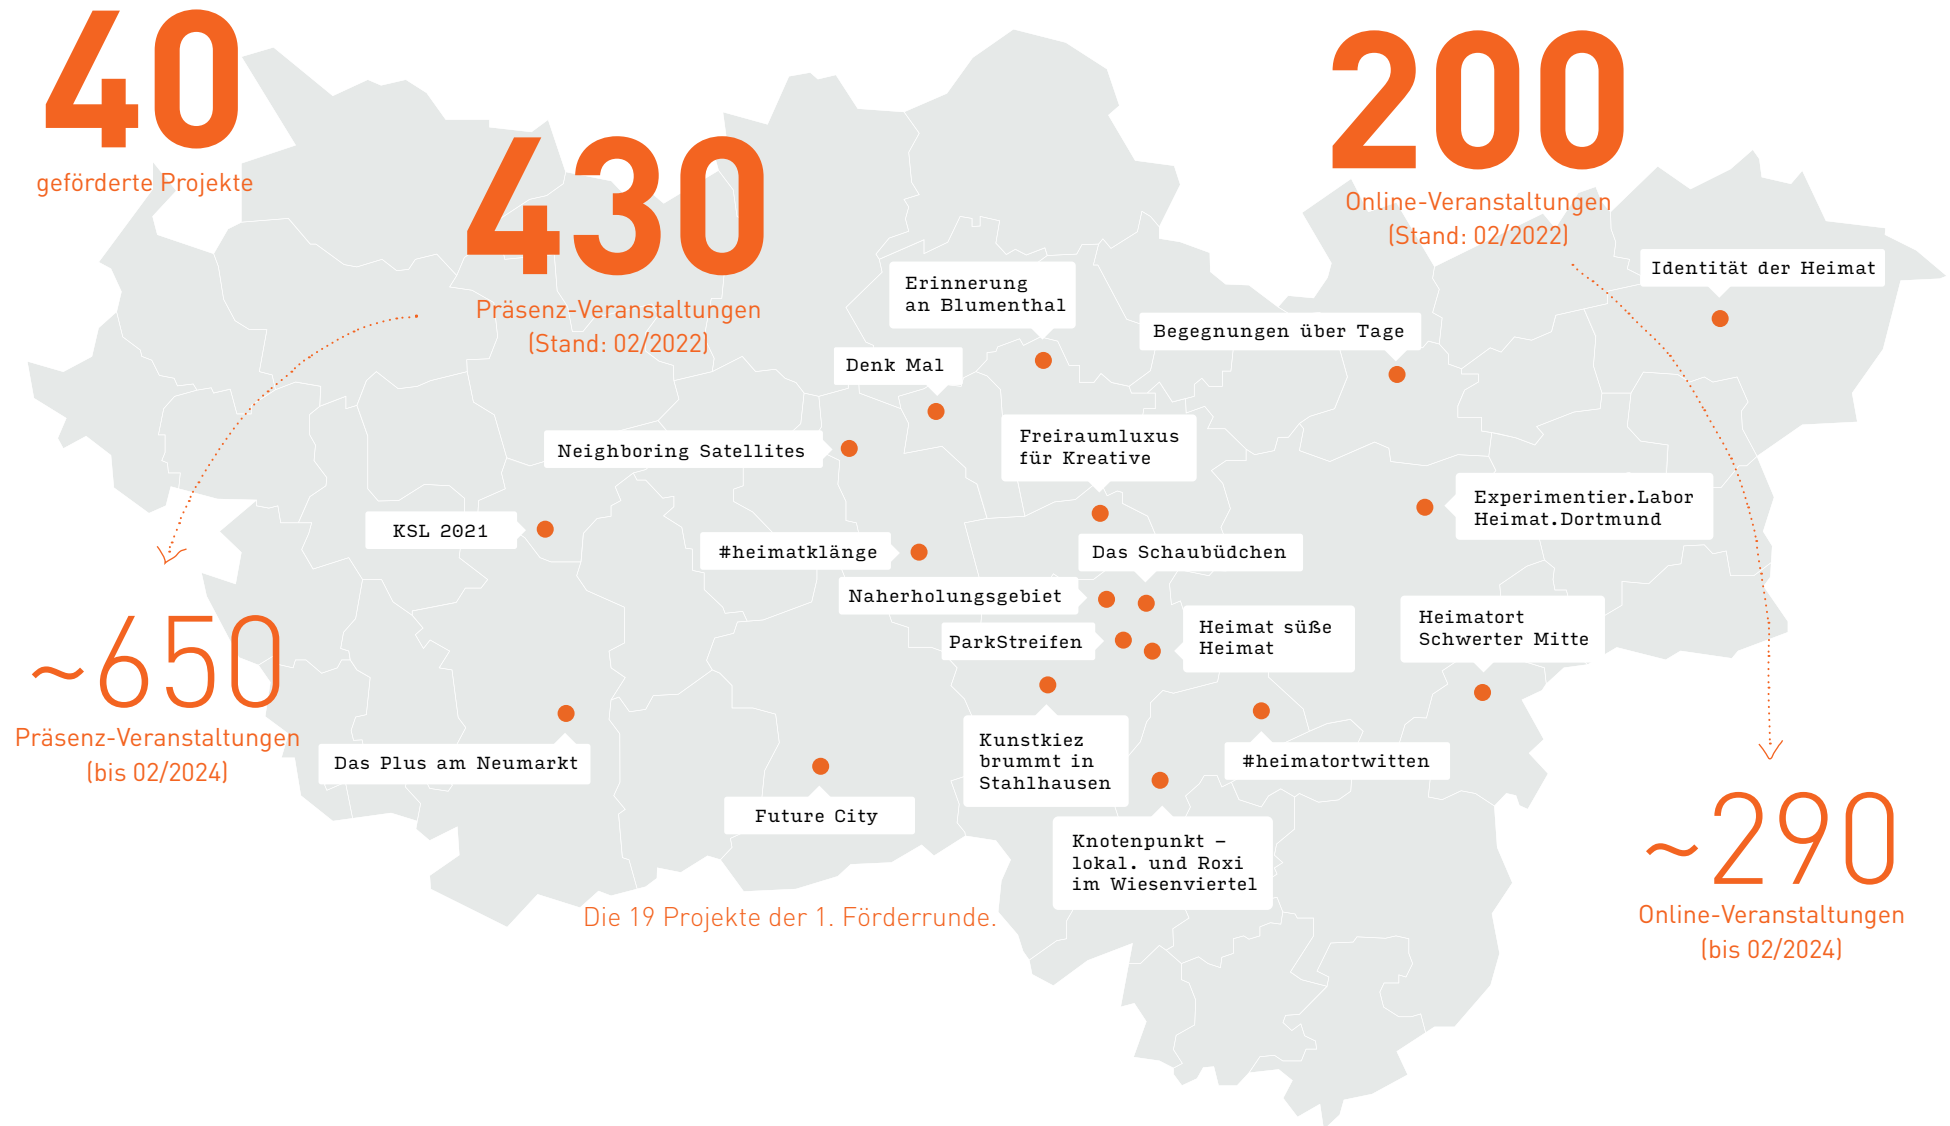 40
geförderte Projekte
430
Präsenz-Veranstaltungen
(Stand: 02/2022)
200
Online-Veranstaltungen
(Stand: 02/2022)
Identität der Heimat
Erinnerung
an Blumenthal
Begegnungen über Tage
Denk Mal
Freiraumluxus
für Kreative
Neighboring Satellites
Experimentier.Labor
Heimat.Dortmund
KSL 2021
#heimatklänge
Das Schaubüdchen
Naherholungsgebiet
Heimat süße
Heimat
Heimatort
Schwerter Mitte
ParkStreifen
~650
Präsenz-Veranstaltungen
(bis 02/2024)
Das Plus am Neumarkt
Kunstkiez
brummt in
Stahlhausen
#heimatortwitten
Future City
Knotenpunkt –
lokal. und Roxi
im Wiesenviertel
~290
Online-Veranstaltungen
(bis 02/2024)
Die 19 Projekte der 1. Förderrunde.